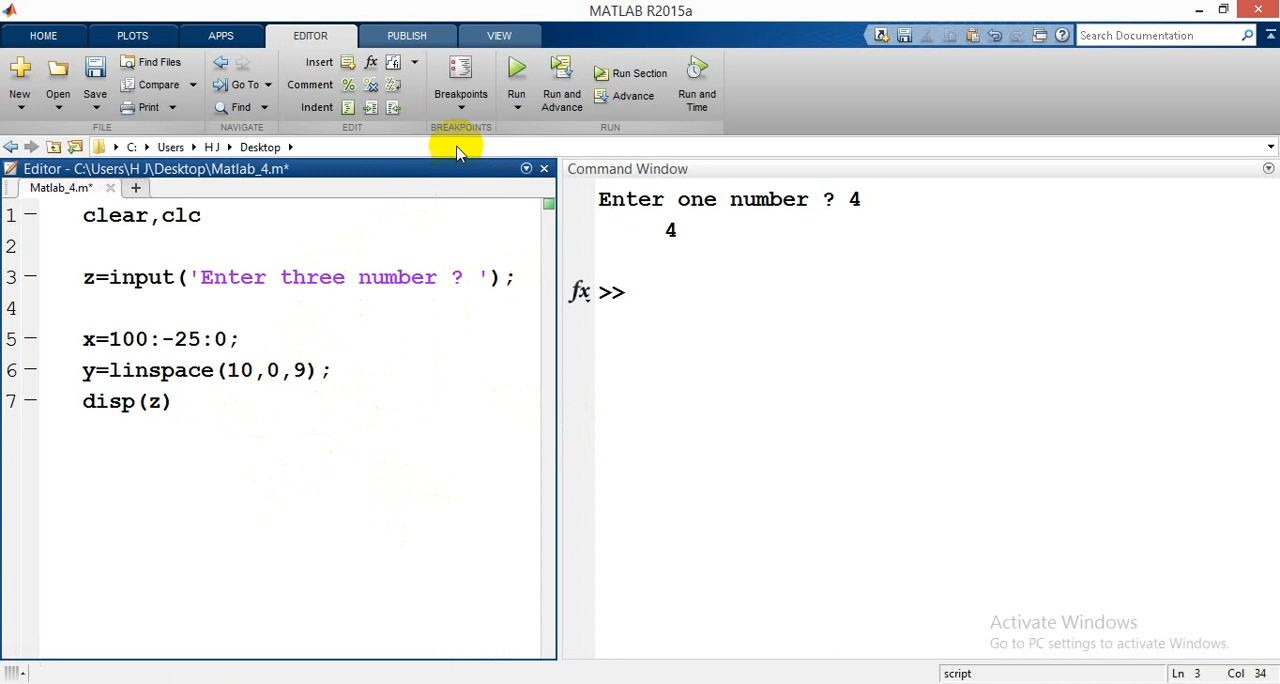 MATLAB R2015a
HOME PLOTS APPS EDITOR PUBLISH VIEW
Search Documentation
New Open Save
Find Files
Compare
Print
FILE
Go To
Find
NAVIGATE
Insert fx
Comment
Indent
EDIT
Breakpoints
BREAKPOINTS
Run
Run and Advance
Run Section
Advance
Run and Time
RUN
C: Users H J Desktop
Editor - C:\Users\H J\Desktop\Matlab_4.m*
Matlab_4.m*
1 clear,clc
2
3 z=input('Enter three number ? ');
4
5 x=100:-25:0;
6 y=linspace(10,0,9);
7 disp(z)
Command Window
Enter one number ? 4
4
fx >>
Activate Windows
Go to PC settings to activate Windows.
script Ln 3 Col 34